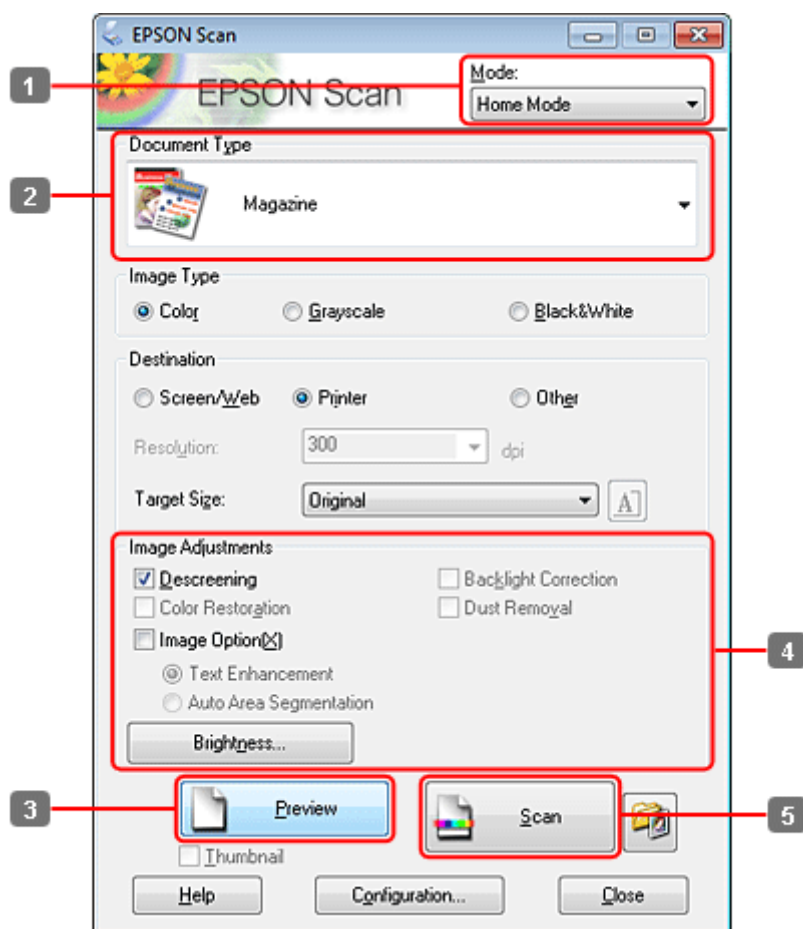 EPSON Scan
EPSON Scan
Mode:
1
Home Mode
Document Type
2
Magazine
Image Type
Color Grayscale Black&White
Destination
Screen/Web Printer Other
Resolution: 300 dpi
Target Size: Original A
Image Adjustments
Descreening Backlight Correction
Color Restoration Dust Removal
Image Option(X)
4
Text Enhancement
Auto Area Segmentation
Brightness...
3 Preview Scan 5
Thumbnail
Help Configuration... Close